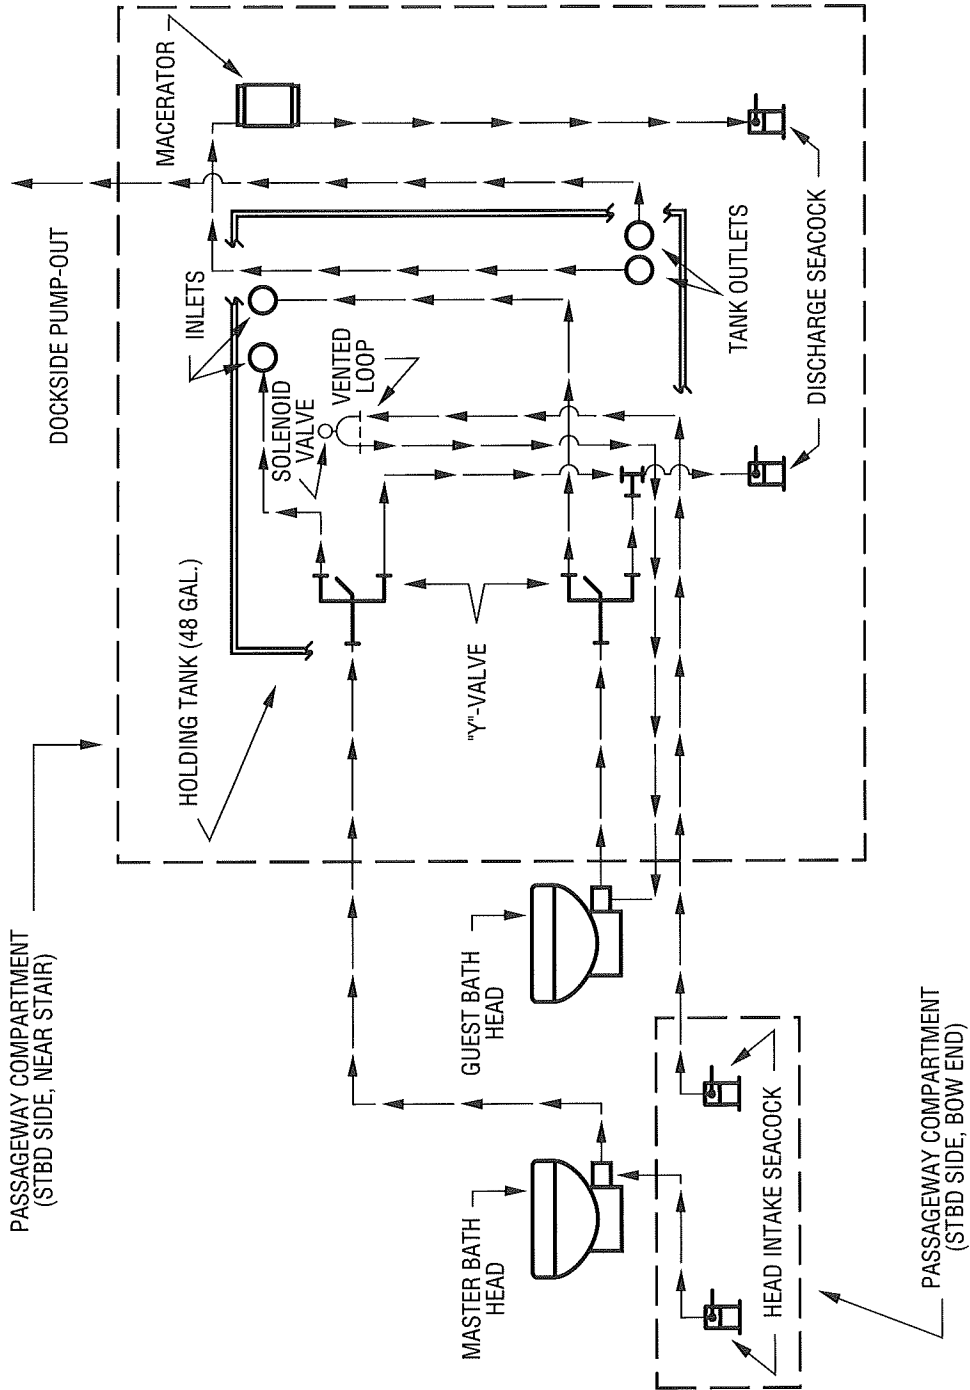 PASSAGEWAY COMPARTMENT
(STBD SIDE, NEAR STAIR)
HOLDING TANK (48 GAL.)
DOCKSIDE PUMP-OUT
MACERATOR
INLETS
SOLENOID
VALVE
VENTED
LOOP
"Y"-VALVE
TANK OUTLETS
DISCHARGE SEACOCK
GUEST BATH
HEAD
MASTER BATH
HEAD
HEAD INTAKE SEACOCK
PASSAGEWAY COMPARTMENT
(STBD SIDE, BOW END)